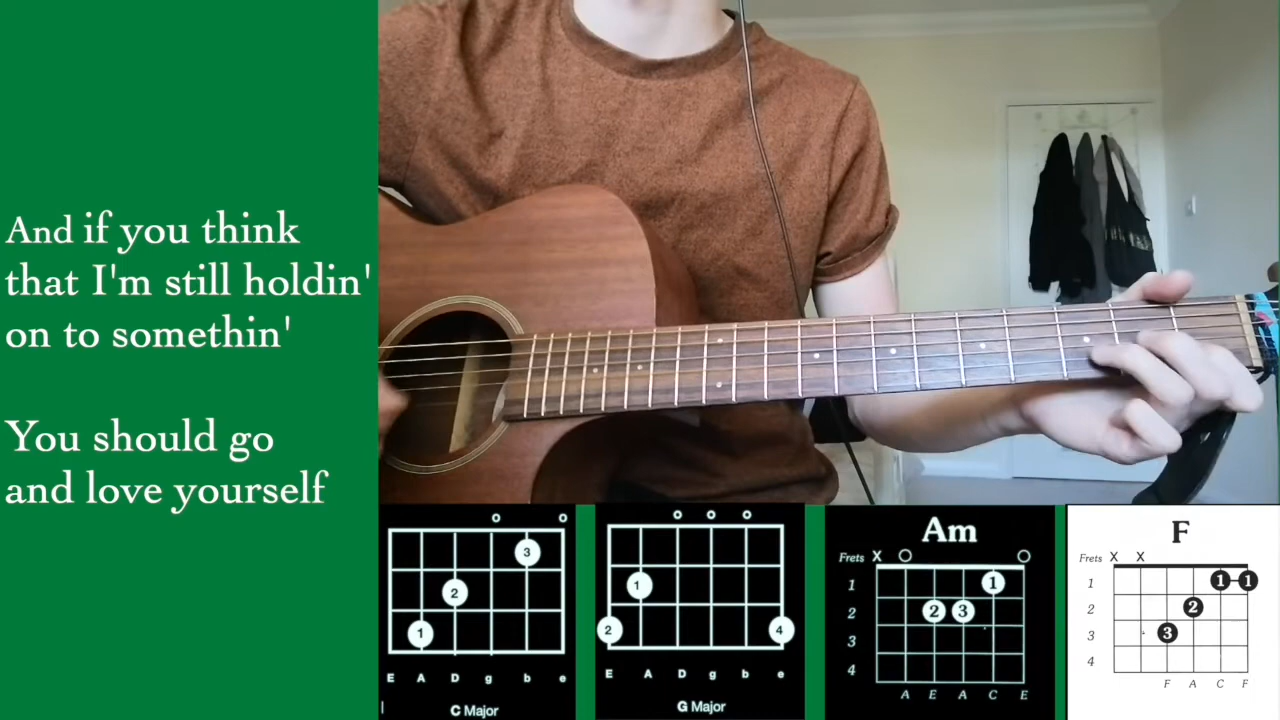 And if you think
that I'm still holdin'
on to somethin'
You should go
and love yourself
o o
3
2
1
E A D g b e
C Major
o o o
1
2 4
E A D g b e
G Major
Am
Frets X O O
1 1
2 2 3
3
4
A E A C E
F
Frets X X
1 1 1
2 2
3 3
4
F A C F